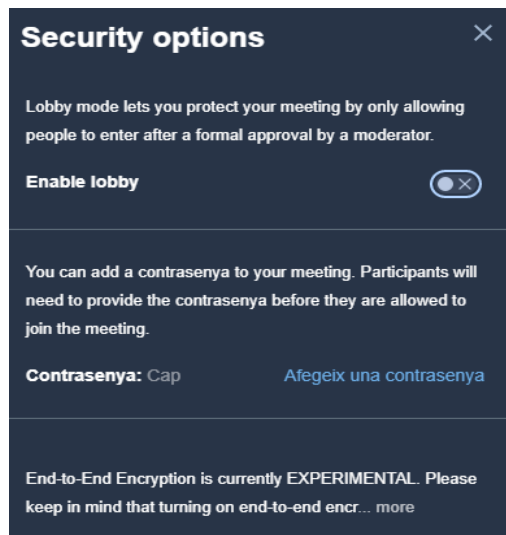 Security options
Lobby mode lets you protect your meeting by only allowing
people to enter after a formal approval by a moderator.
Enable lobby
You can add a contrasenya to your meeting. Participants will
need to provide the contrasenya before they are allowed to
join the meeting.
Contrasenya: Cap Afegeix una contrasenya
End-to-End Encryption is currently EXPERIMENTAL. Please
keep in mind that turning on end-to-end encr... more